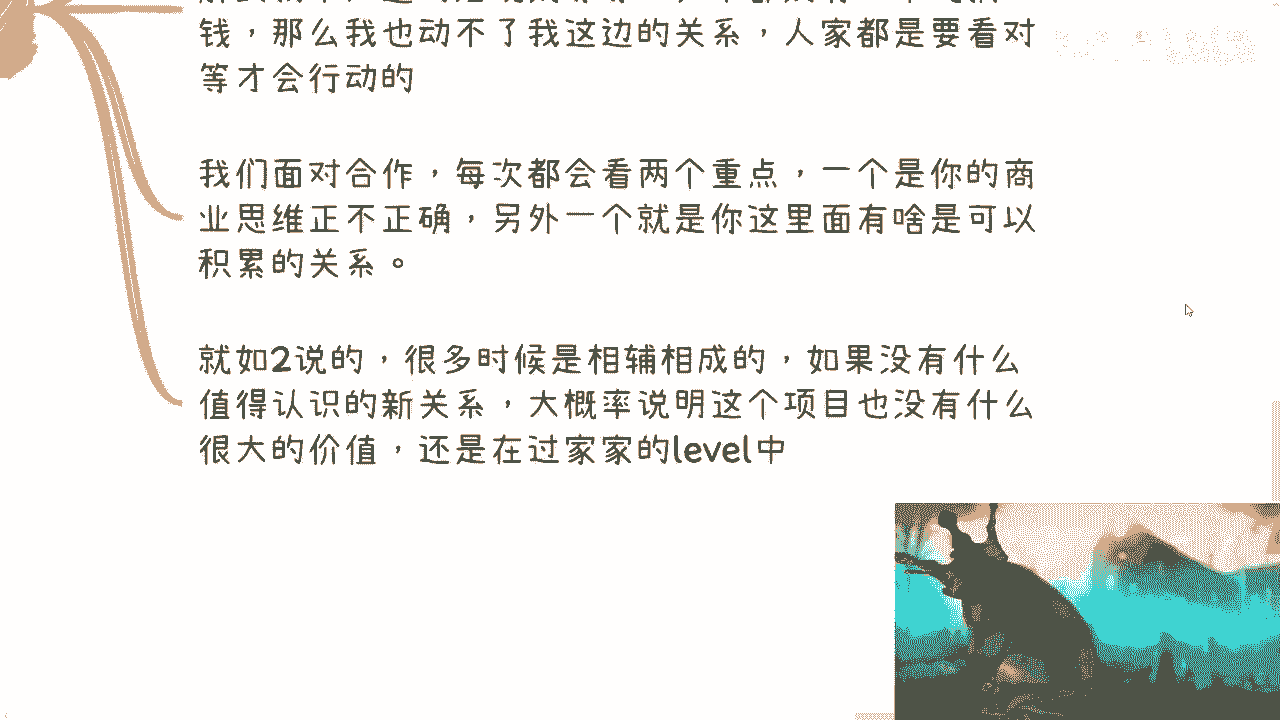 钱，那么我也动不了我这边的关系，人家都是要看对
等才会行动的
我们面对合作，每次都会看两个重点，一个是你的商
业思维正不正确，另外一个就是你这里面有啥是可以
积累的关系。
就如2说的，很多时候是相辅相成的，如果没有什么
值得认识的新关系，大概率说明这个项目也没有什么
很大的价值，还是在过家家的level中